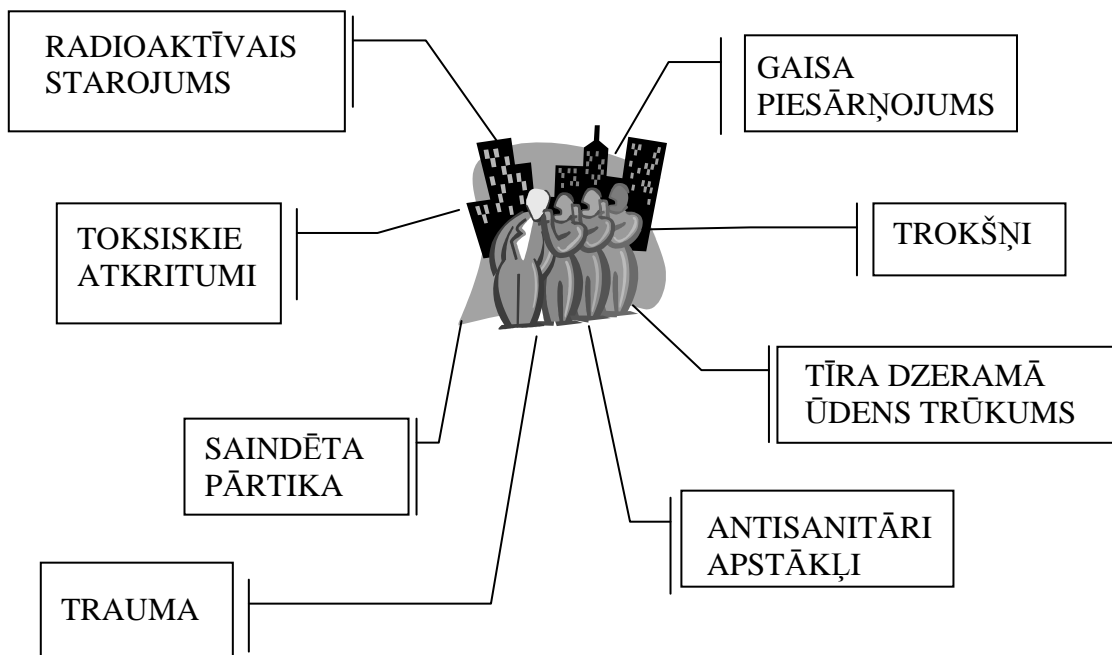 RADIOAKTĪVAIS
STAROJUMS
GAISA
PIESĀRŅOJUMS
TOKSISKIE
ATKRITUMI
TROKŠŅI
TĪRA DZERAMĀ
ŪDENS TRŪKUMS
SAINDĒTA
PĀRTIKA
ANTISANITĀRI
APSTĀKĻI
TRAUMA